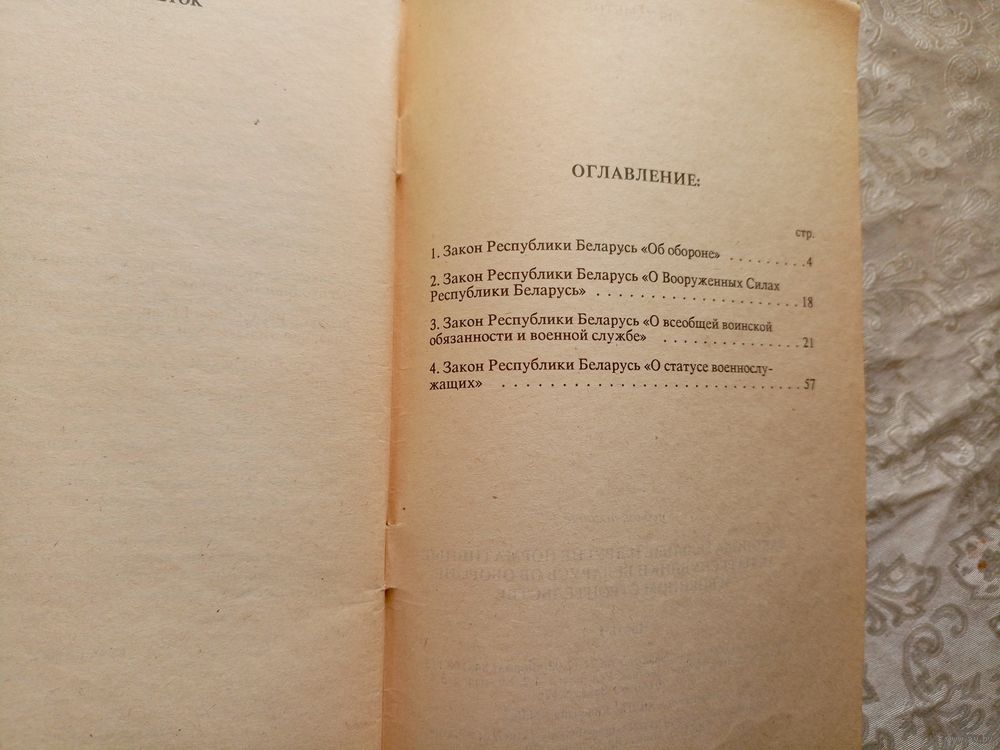 ОГЛАВЛЕНИЕ:
стр.
1. Закон Республики Беларусь «Об обороне» . . . . . . . . 4
2. Закон Республики Беларусь «О Вооруженных Силах
Республики Беларусь» . . . . . . . . . . . . . . . . . . . . 18
3. Закон Республики Беларусь «О всеобщей воинской
обязанности и военной службе» . . . . . . . . . . . . . . 21
4. Закон Республики Беларусь «О статусе военнослу-
жащих» . . . . . . . . . . . . . . . . . . . . . . . . . . 57